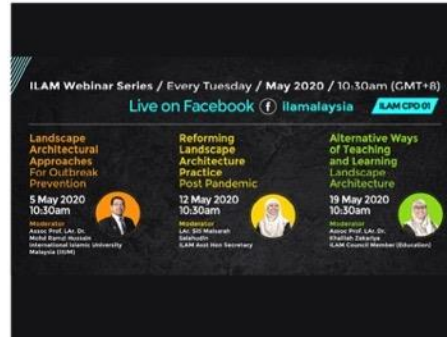 ILAM Webinar Series / Every Tuesday / May 2020 / 10:30am (GMT+8)
Live on Facebook f ilamalaysia ILAM CPD 01
Landscape
Architectural
Approaches
For Outbreak
Prevention
5 May 2020
10:30am
Moderator
Assoc Prof. LAr. Dr.
Mohd Ramzi Hussain
International Islamic University
Malaysia (IIUM)
Reforming
Landscape
Architecture
Practice
Post Pandemic
12 May 2020
10:30am
Moderator
LAr. Siti Maisarah
Salahudin
ILAM Asst Hon Secretary
Alternative Ways
of Teaching
and Learning
Landscape
Architecture
19 May 2020
10:30am
Moderator
Assoc Prof. LAr. Dr.
Khalilah Zakariya
ILAM Council Member (Education)